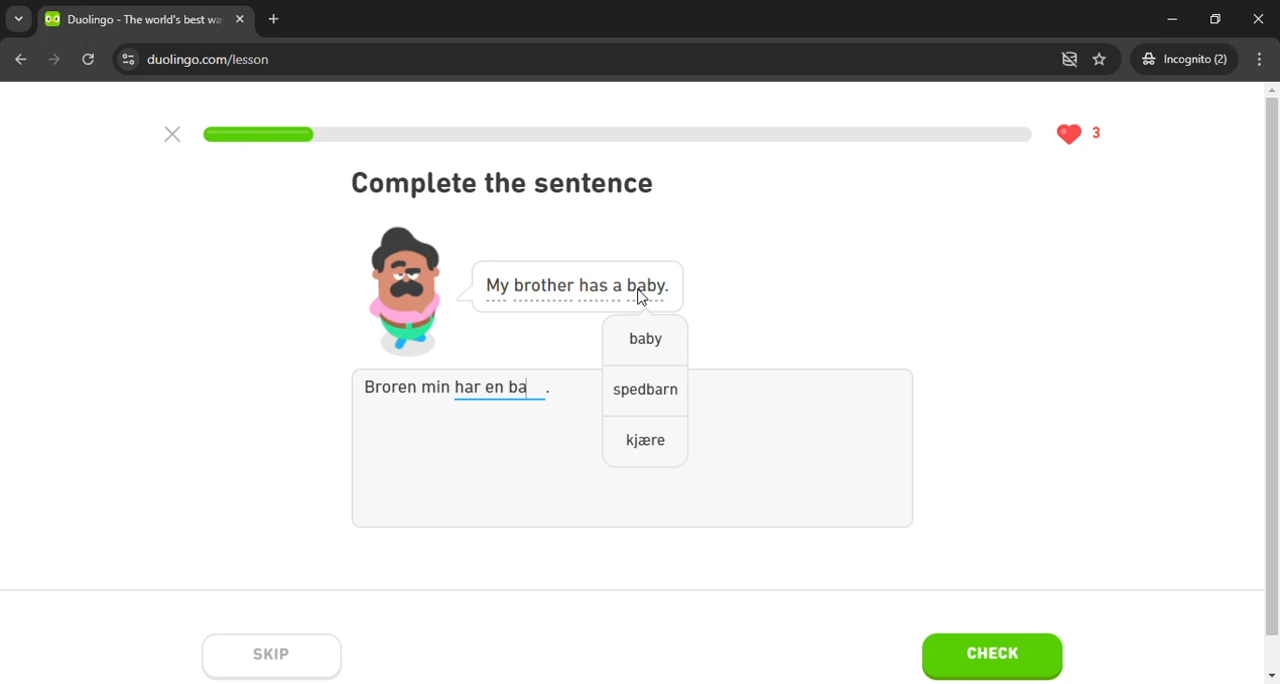 Duolingo - The world's best wa
duolingo.com/lesson
Incognito (2)
3
Complete the sentence
My brother has a baby.
baby
spedbarn
kjære
Broren min har en ba .
SKIP
CHECK